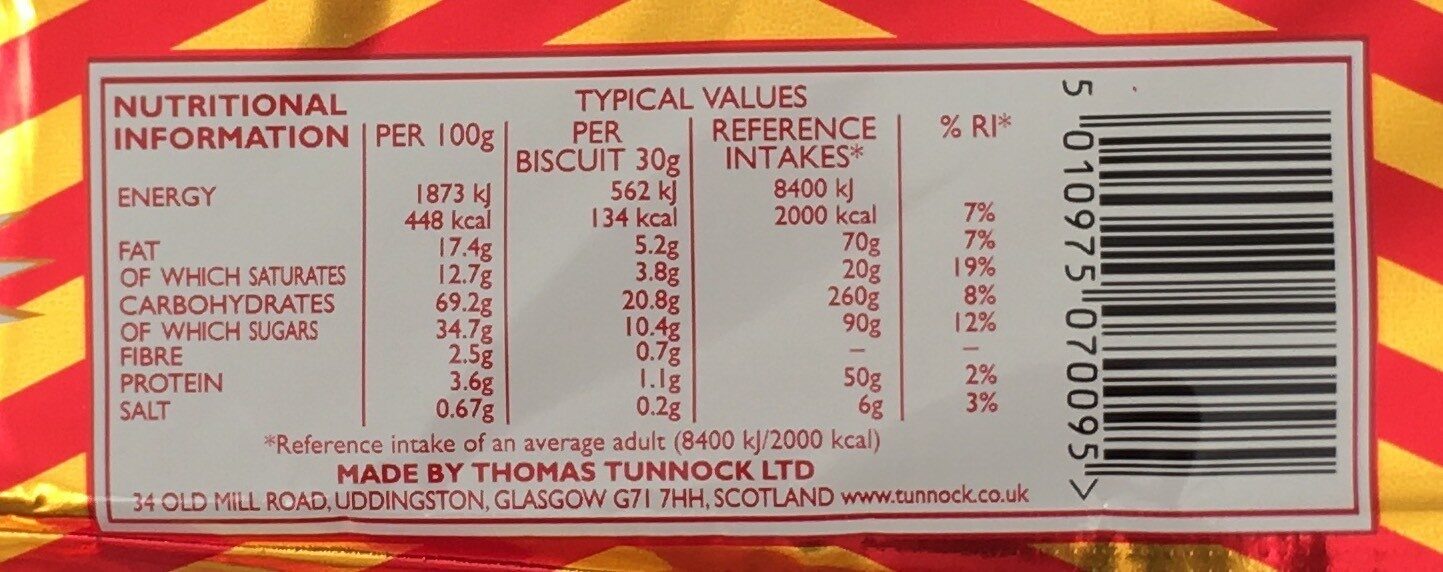 NUTRITIONAL INFORMATION TYPICAL VALUES
PER 100g PER BISCUIT 30g REFERENCE INTAKES* % RI*
ENERGY 1873 kJ 562 kJ 8400 kJ
448 kcal 134 kcal 2000 kcal 7%
FAT 17.4g 5.2g 70g 7%
OF WHICH SATURATES 12.7g 3.8g 20g 19%
CARBOHYDRATES 69.2g 20.8g 260g 8%
OF WHICH SUGARS 34.7g 10.4g 90g 12%
FIBRE 2.5g 0.7g – –
PROTEIN 3.6g 1.1g 50g 2%
SALT 0.67g 0.2g 6g 3%
*Reference intake of an average adult (8400 kJ/2000 kcal)
MADE BY THOMAS TUNNOCK LTD
34 OLD MILL ROAD, UDDINGSTON, GLASGOW G71 7HH, SCOTLAND www.tunnock.co.uk
5 010975 070095 >